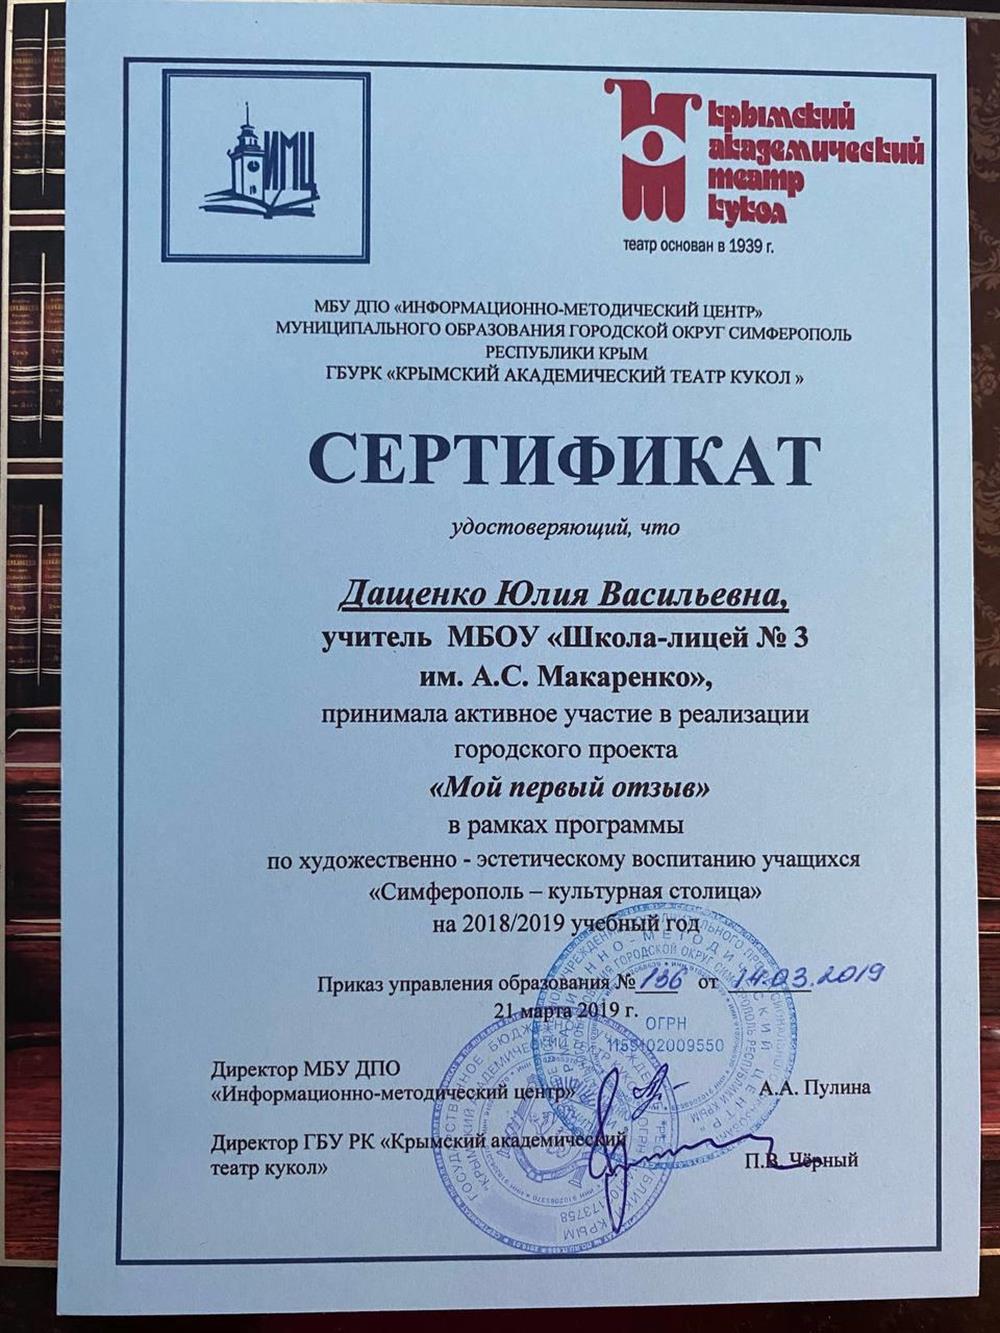 ИМЦ
крымский
академический
театр
кукол
театр основан в 1939 г.
МБУ ДПО «ИНФОРМАЦИОННО-МЕТОДИЧЕСКИЙ ЦЕНТР»
МУНИЦИПАЛЬНОГО ОБРАЗОВАНИЯ ГОРОДСКОЙ ОКРУГ СИМФЕРОПОЛЬ
РЕСПУБЛИКИ КРЫМ
ГБУРК «КРЫМСКИЙ АКАДЕМИЧЕСКИЙ ТЕАТР КУКОЛ »
СЕРТИФИКАТ
удостоверяющий, что
Дащенко Юлия Васильевна,
учитель МБОУ «Школа-лицей № 3
им. А.С. Макаренко»,
принимала активное участие в реализации
городского проекта
«Мой первый отзыв»
в рамках программы
по художественно - эстетическому воспитанию учащихся
«Симферополь – культурная столица»
на 2018/2019 учебный год
Приказ управления образования № 136 от 14.03.2019
21 марта 2019 г.
ОГРН
1159102009550
Директор МБУ ДПО
«Информационно-методический центр» А.А. Пулина
Директор ГБУ РК «Крымский академический
театр кукол» П.В. Чёрный